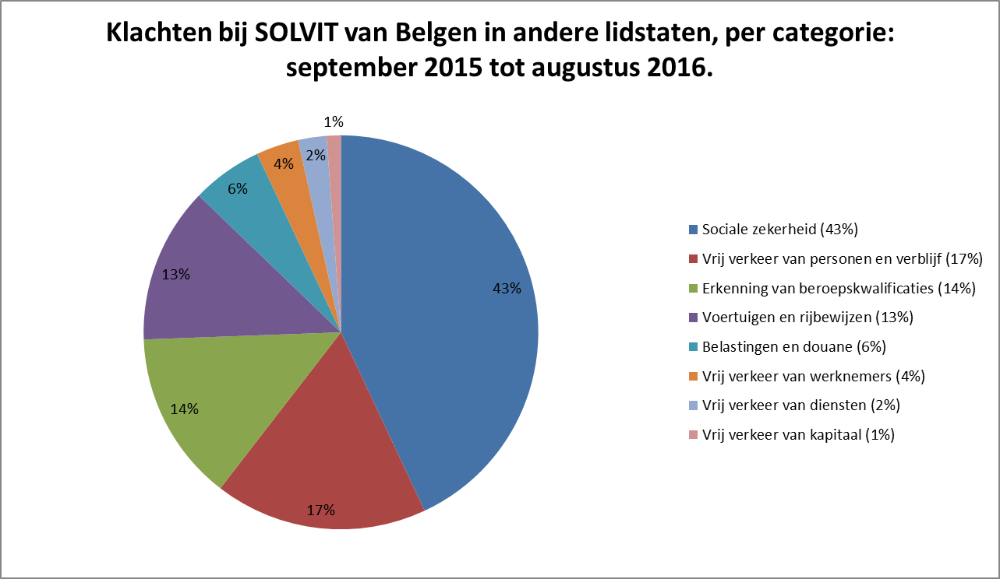 Klachten bij SOLVIT van Belgen in andere lidstaten, per categorie:
september 2015 tot augustus 2016.
1%
2%
4%
6%
13%
43%
14%
17%
Sociale zekerheid (43%)
Vrij verkeer van personen en verblijf (17%)
Erkenning van beroepskwalificaties (14%)
Voertuigen en rijbewijzen (13%)
Belastingen en douane (6%)
Vrij verkeer van werknemers (4%)
Vrij verkeer van diensten (2%)
Vrij verkeer van kapitaal (1%)